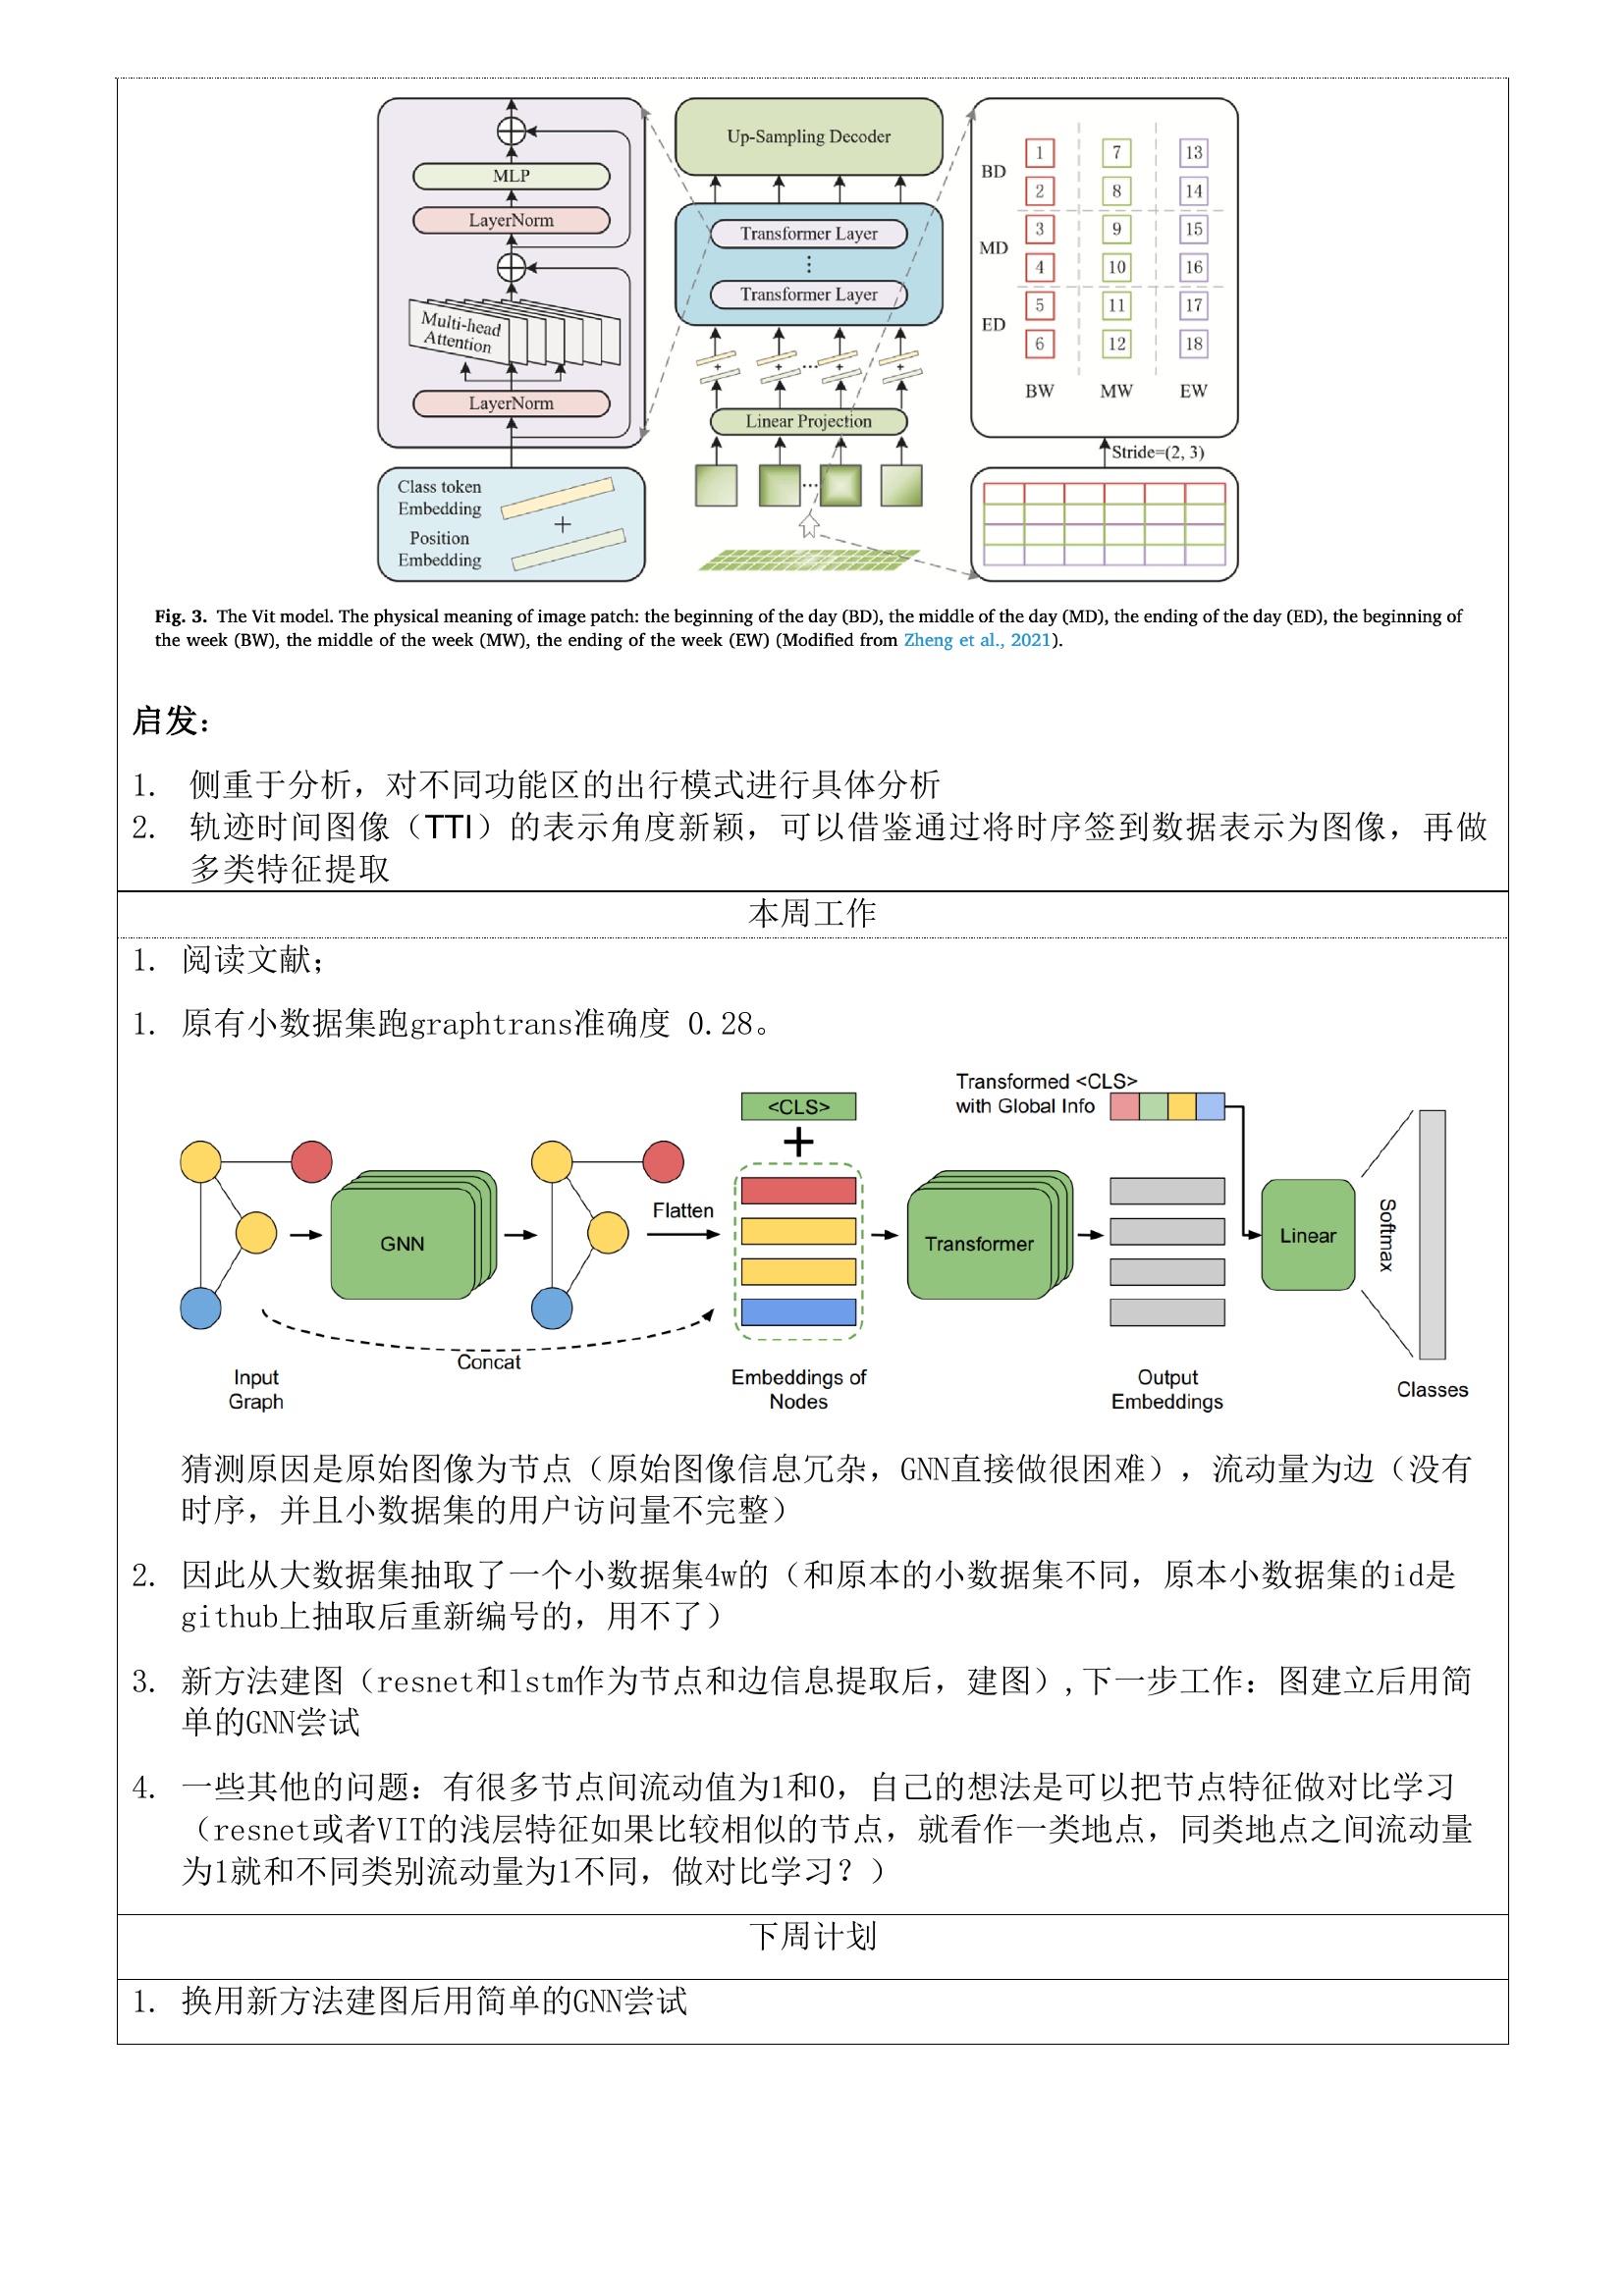 MLP
LayerNorm
Multi-head
Attention
LayerNorm
Class token
Embedding
+
Position
Embedding
Up-Sampling Decoder
Transformer Layer
⋮
Transformer Layer
+ + ... + +
Linear Projection
...
BD
MD
ED
1 7 13
2 8 14
3 9 15
4 10 16
5 11 17
6 12 18
BW MW EW
Stride=(2, 3)
Fig. 3. The Vit model. The physical meaning of image patch: the beginning of the day (BD), the middle of the day (MD), the ending of the day (ED), the beginning of
the week (BW), the middle of the week (MW), the ending of the week (EW) (Modified from Zheng et al., 2021).
启发：
1. 侧重于分析，对不同功能区的出行模式进行具体分析
2. 轨迹时间图像（TTI）的表示角度新颖，可以借鉴通过将时序签到数据表示为图像，再做
多类特征提取
本周工作
1. 阅读文献；
1. 原有小数据集跑graphtrans准确度 0.28。
Transformed <CLS>
with Global Info
<CLS>
+
Flatten
GNN
Transformer
Linear
Softmax
Concat
Input
Graph
Embeddings of
Nodes
Output
Embeddings
Classes
猜测原因是原始图像为节点（原始图像信息冗杂，GNN直接做很困难），流动量为边（没有
时序，并且小数据集的用户访问量不完整）
2. 因此从大数据集抽取了一个小数据集4w的（和原本的小数据集不同，原本小数据集的id是
github上抽取后重新编号的，用不了）
3. 新方法建图（resnet和lstm作为节点和边信息提取后，建图）,下一步工作：图建立后用简
单的GNN尝试
4. 一些其他的问题：有很多节点间流动值为1和0，自己的想法是可以把节点特征做对比学习
（resnet或者VIT的浅层特征如果比较相似的节点，就看作一类地点，同类地点之间流动量
为1就和不同类别流动量为1不同，做对比学习？）
下周计划
1. 换用新方法建图后用简单的GNN尝试